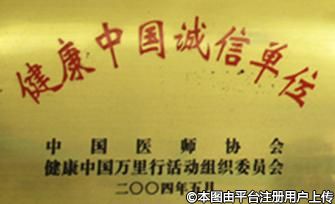 健康中国诚信单位
中国医师协会
健康中国万里行活动组织委员会
二〇〇四年五月
©本图由平台注册用户上传